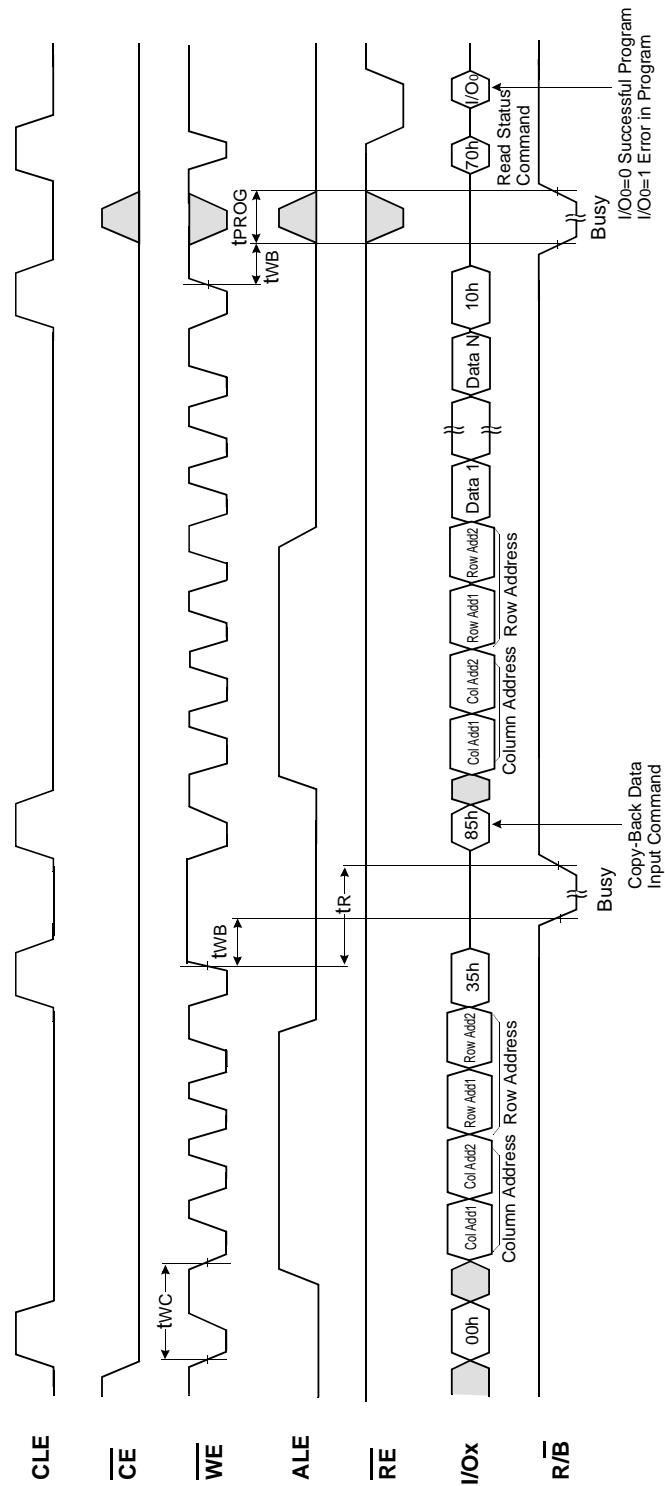 CLE
CE
tWC
WE
tWB
tWB
tPROG
ALE
tR
RE
I/Ox
00h
Col Add1
Col Add2
Row Add1
Row Add2
35h
85h
Col Add1
Col Add2
Row Add1
Row Add2
Data 1
Data N
10h
70h
I/O0
Column Address
Row Address
Column Address
Row Address
Read Status
Command
R/B
Busy
Busy
Copy-Back Data
Input Command
I/O0=0 Successful Program
I/O0=1 Error in Program